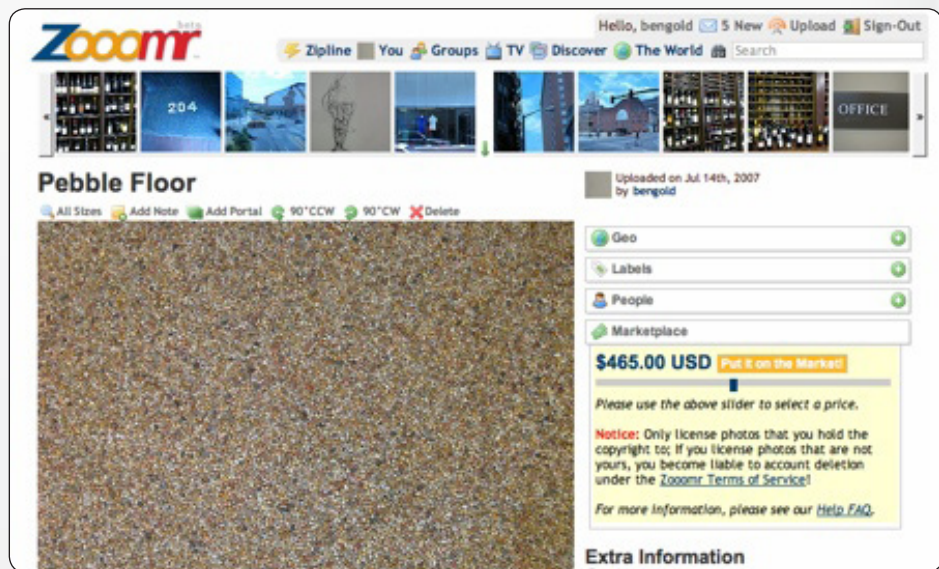 Zooomr beta
Hello, bengold 5 New Upload Sign-Out
Zipline You Groups TV Discover The World Search
« 204 OFFICE »
Pebble Floor
Uploaded on Jul 14th, 2007
by bengold
All Sizes Add Note Add Portal 90°CCW 90°CW Delete
Geo
Labels
People
Marketplace
$465.00 USD Put it on the Market!
Please use the above slider to select a price.
Notice: Only license photos that you hold the
copyright to; If you license photos that are not
yours, you become liable to account deletion
under the Zooomr Terms of Service!
For more information, please see our Help FAQ.
Extra Information